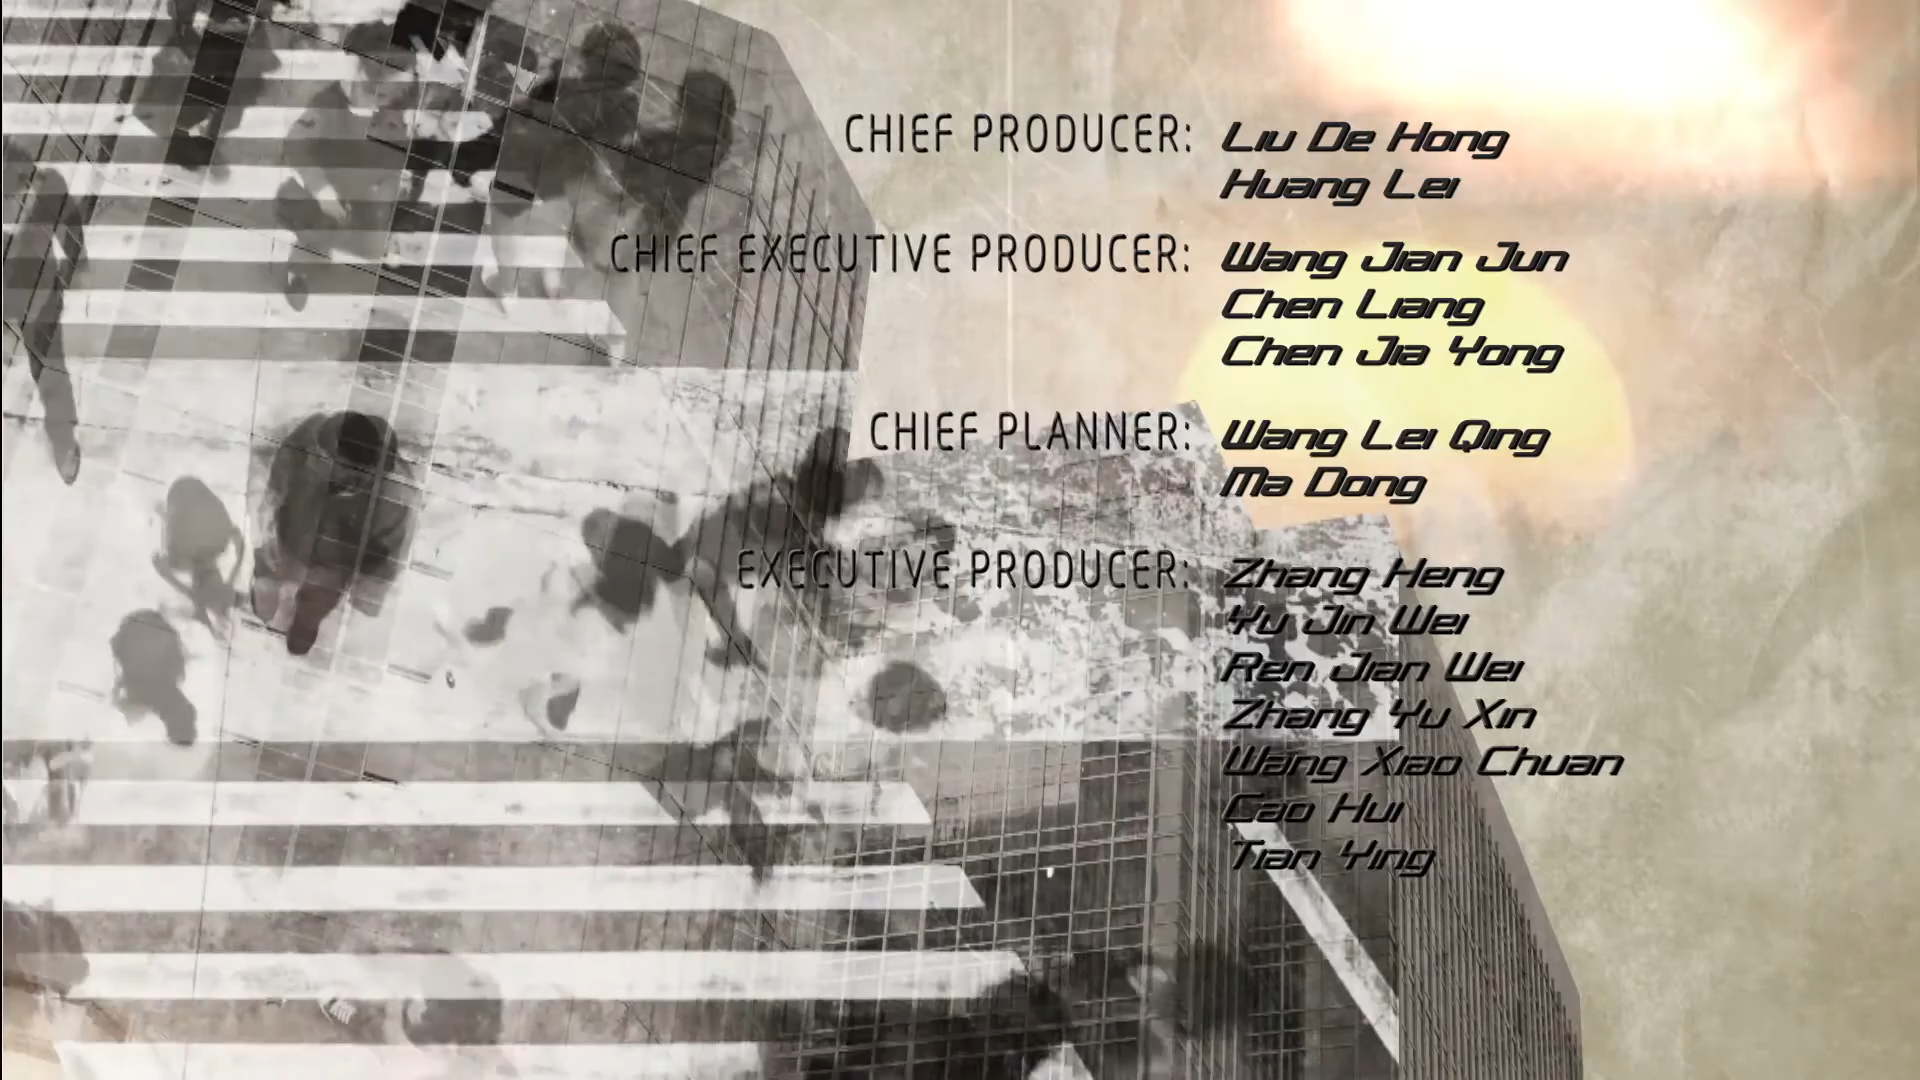 CHIEF PRODUCER: Liu De Hong
Huang Lei
CHIEF EXECUTIVE PRODUCER: Wang Jian Jun
Chen Liang
Chen Jia Yong
CHIEF PLANNER: Wang Lei Qing
Ma Dong
EXECUTIVE PRODUCER: Zhang Heng
Yu Jin Wei
Ren Jian Wei
Zhang Yu Xin
Wang Xiao Chuan
Cao Hui
Tian Ying